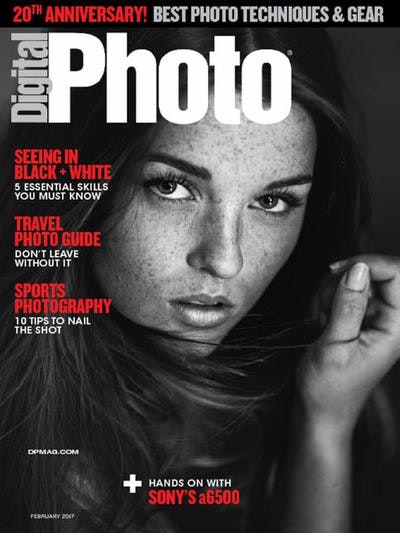 20TH ANNIVERSARY! BEST PHOTO TECHNIQUES & GEAR
Digital
Photo®
SEEING IN
BLACK + WHITE
5 ESSENTIAL SKILLS
YOU MUST KNOW
TRAVEL
PHOTO GUIDE
DON'T LEAVE
WITHOUT IT
SPORTS
PHOTOGRAPHY
10 TIPS TO NAIL
THE SHOT
DPMAG.COM
+ HANDS ON WITH
SONY'S a6500
FEBRUARY 2017